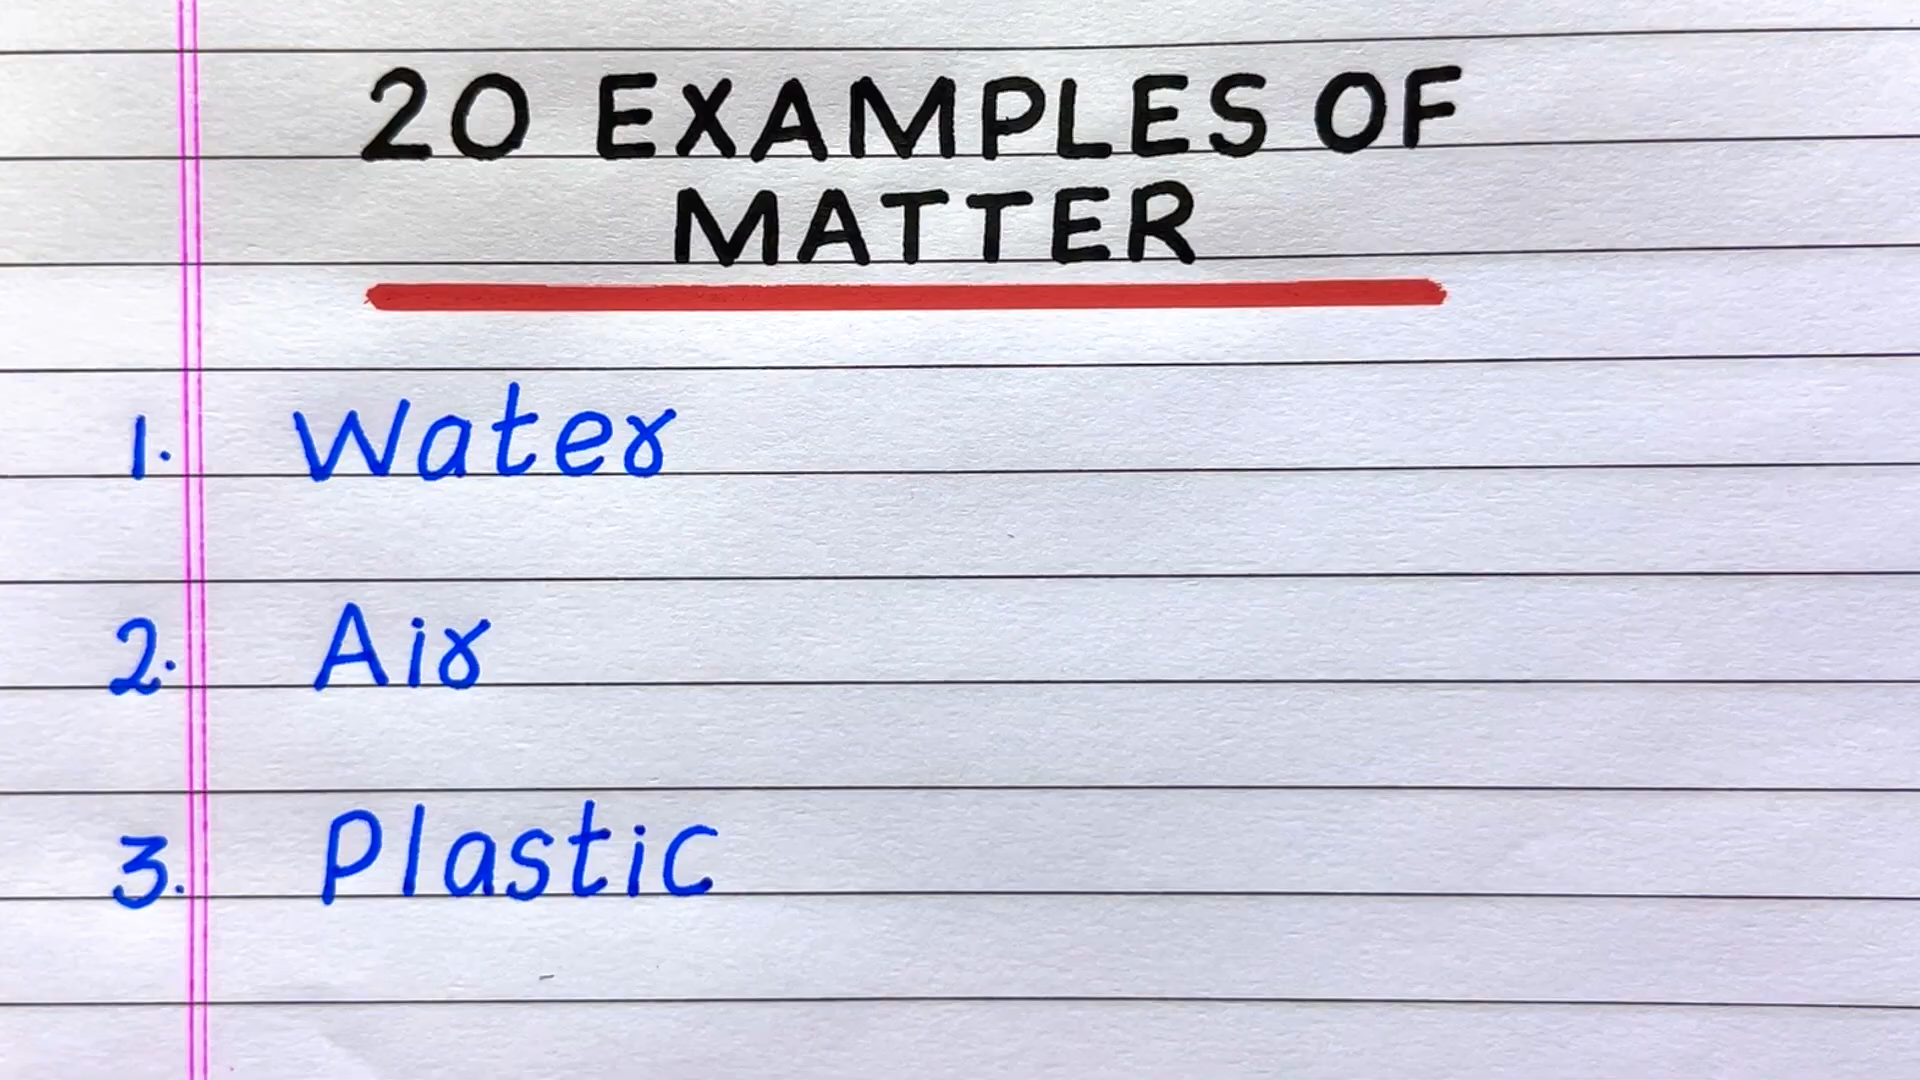 20 EXAMPLES OF
MATTER
1. Water
2. Air
3. Plastic